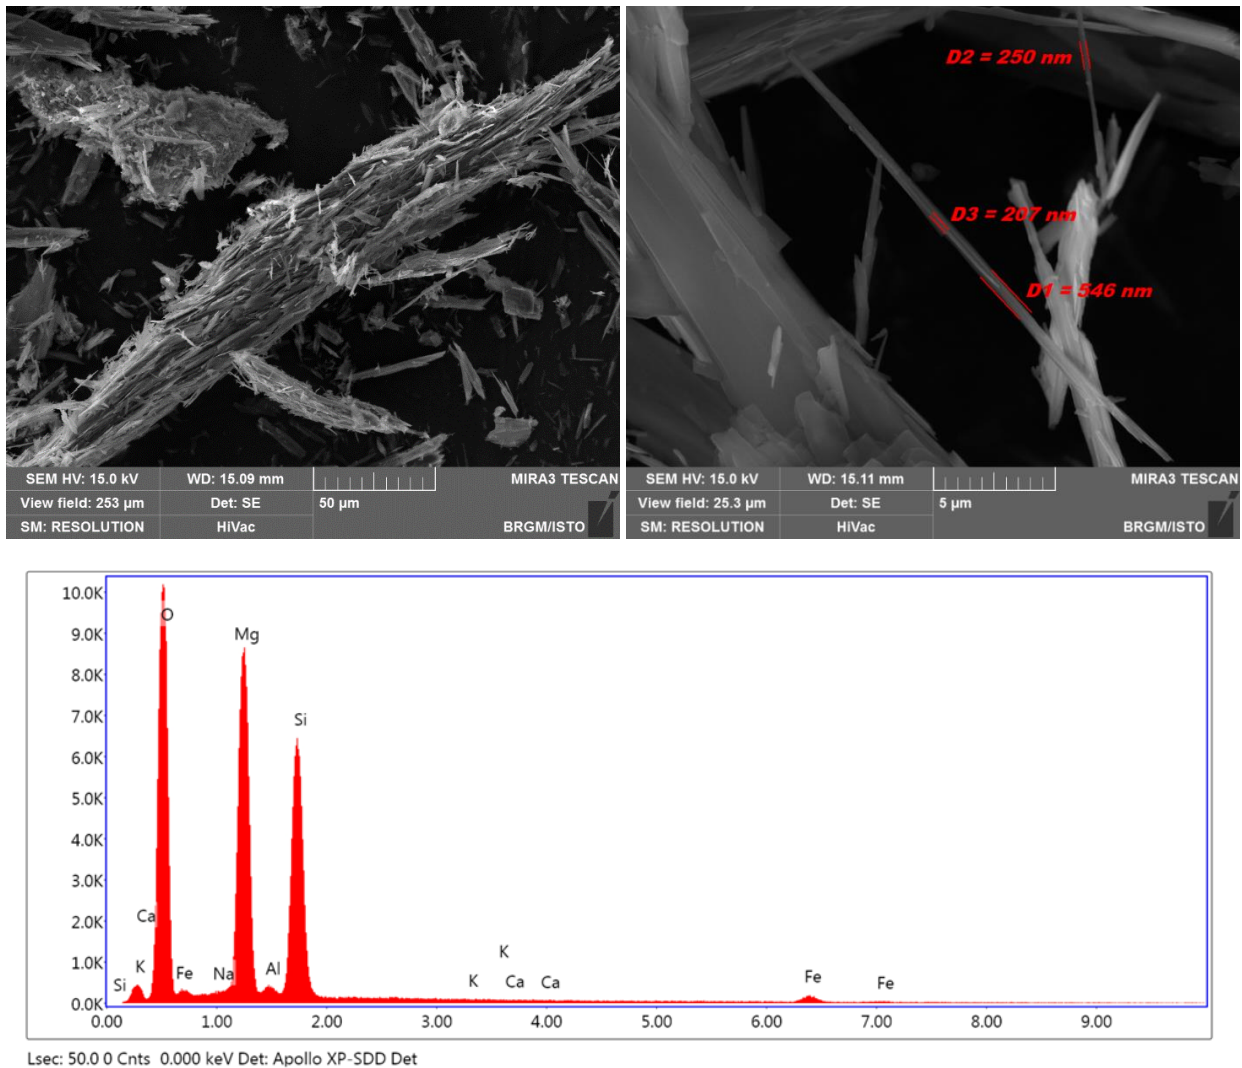 D2 = 250 nm
D3 = 207 nm
D1 = 546 nm
SEM HV: 15.0 kV WD: 15.09 mm MIRA3 TESCAN
View field: 253 µm Det: SE 50 µm
SM: RESOLUTION HiVac BRGM/ISTO
SEM HV: 15.0 kV WD: 15.11 mm MIRA3 TESCAN
View field: 25.3 µm Det: SE 5 µm
SM: RESOLUTION HiVac BRGM/ISTO
10.0K
O
9.0K
Mg
8.0K
7.0K
Si
6.0K
5.0K
4.0K
3.0K
2.0K
Ca
1.0K
K
K Fe Na Al Fe
Si K Ca Ca Fe
0.0K
0.00 1.00 2.00 3.00 4.00 5.00 6.00 7.00 8.00 9.00
Lsec: 50.0 0 Cnts 0.000 keV Det: Apollo XP-SDD Det